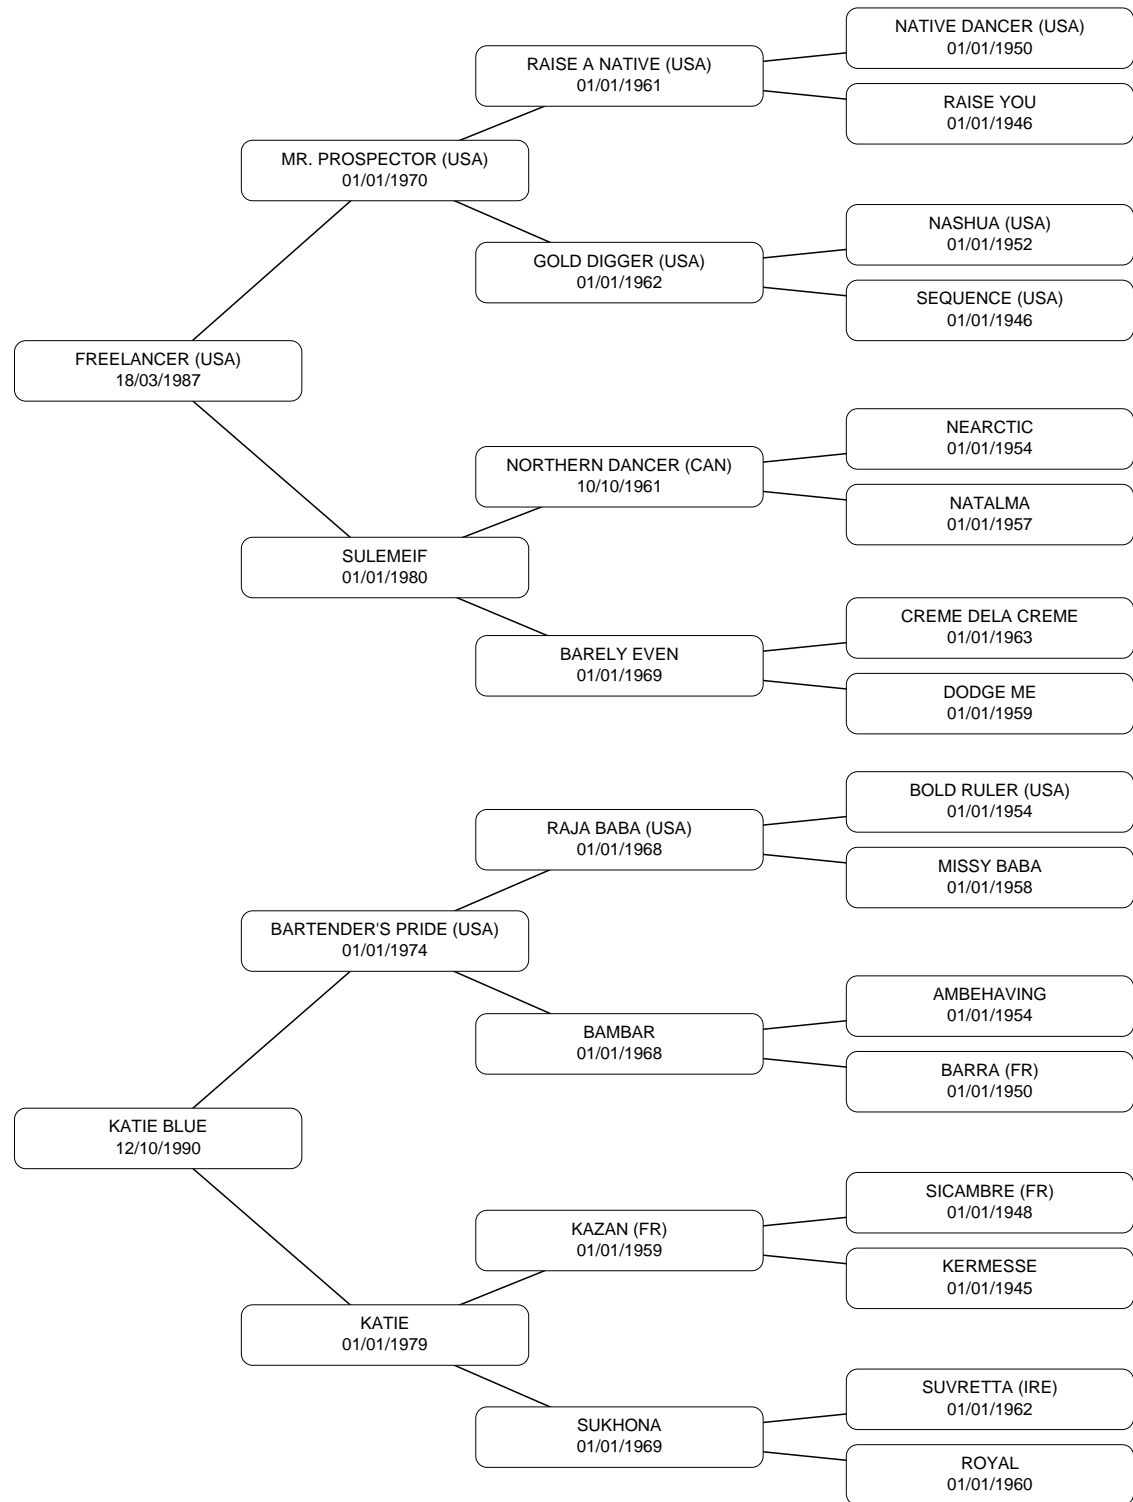 NATIVE DANCER (USA)
01/01/1950
RAISE A NATIVE (USA)
01/01/1961
RAISE YOU
01/01/1946
MR. PROSPECTOR (USA)
01/01/1970
NASHUA (USA)
01/01/1952
GOLD DIGGER (USA)
01/01/1962
SEQUENCE (USA)
01/01/1946
FREELANCER (USA)
18/03/1987
NEARCTIC
01/01/1954
NORTHERN DANCER (CAN)
10/10/1961
NATALMA
01/01/1957
SULEMEIF
01/01/1980
CREME DELA CREME
01/01/1963
BARELY EVEN
01/01/1969
DODGE ME
01/01/1959
BOLD RULER (USA)
01/01/1954
RAJA BABA (USA)
01/01/1968
MISSY BABA
01/01/1958
BARTENDER'S PRIDE (USA)
01/01/1974
AMBEHAVING
01/01/1954
BAMBAR
01/01/1968
BARRA (FR)
01/01/1950
KATIE BLUE
12/10/1990
SICAMBRE (FR)
01/01/1948
KAZAN (FR)
01/01/1959
KERMESSE
01/01/1945
KATIE
01/01/1979
SUVRETTA (IRE)
01/01/1962
SUKHONA
01/01/1969
ROYAL
01/01/1960